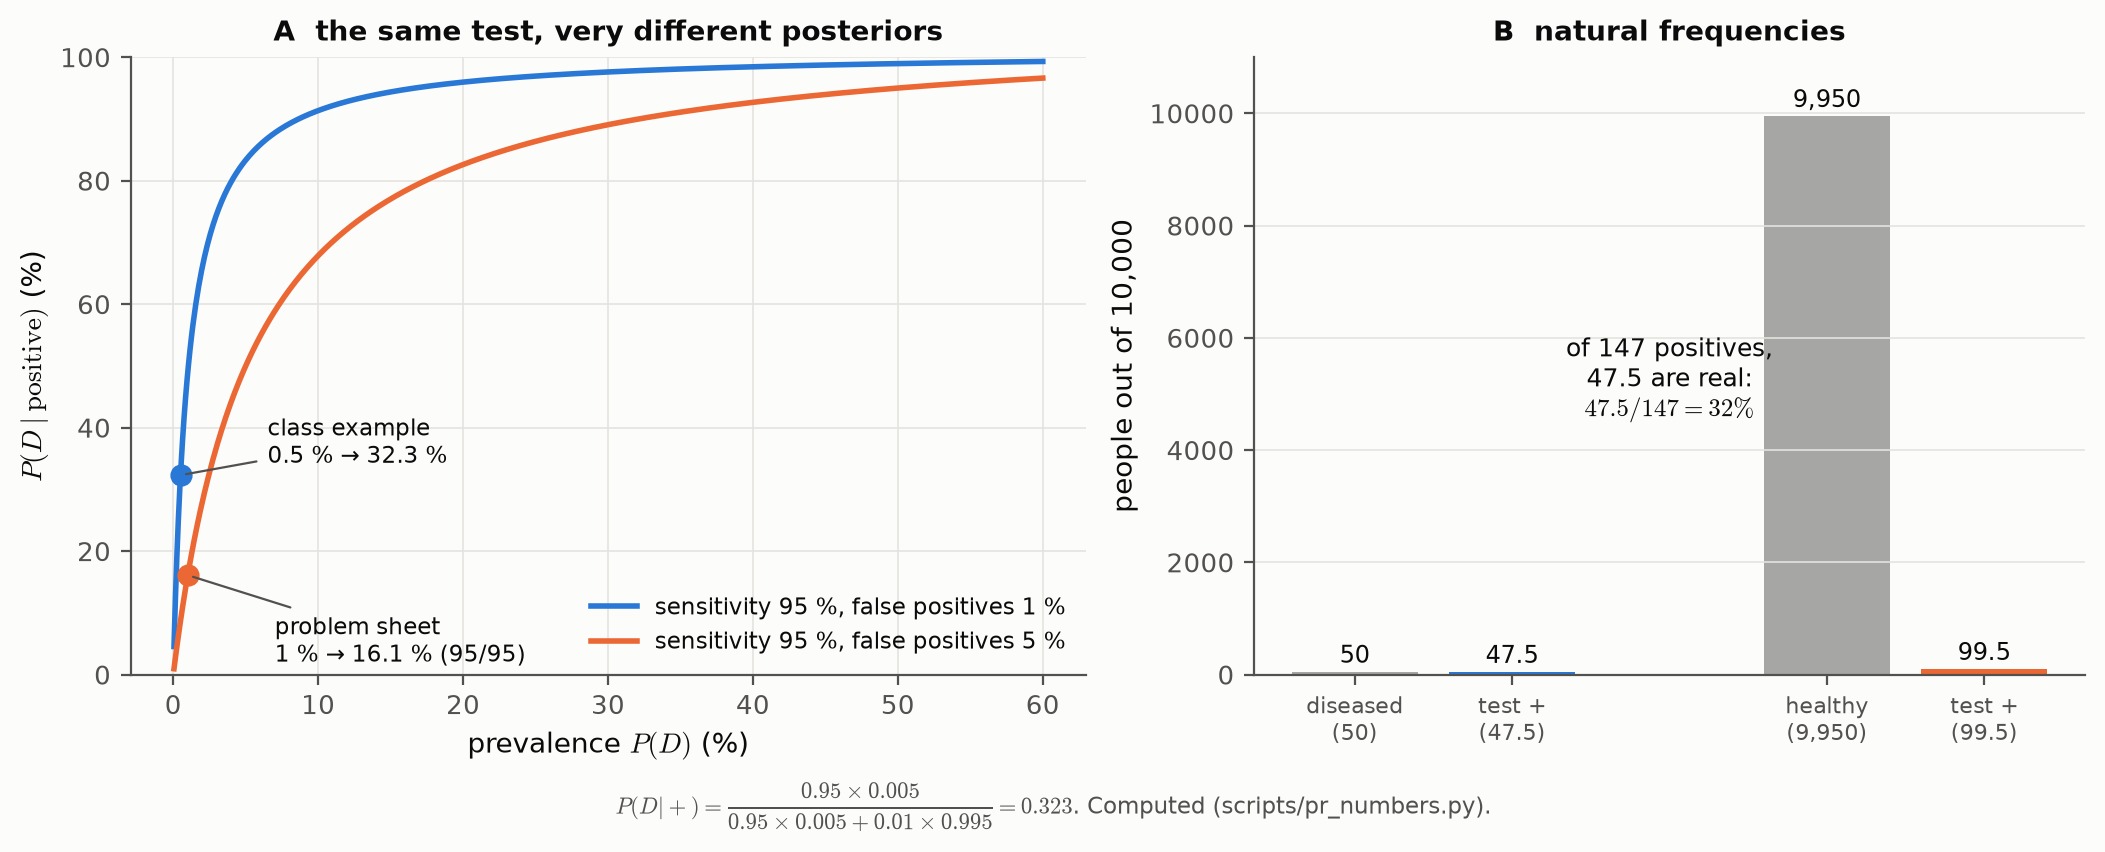 A  the same test, very different posteriors
100
80
60
40
20
0
P(D | positive) (%)
class example
0.5 % → 32.3 %
problem sheet
1 % → 16.1 % (95/95)
sensitivity 95 %, false positives 1 %
sensitivity 95 %, false positives 5 %
0 10 20 30 40 50 60
prevalence P(D) (%)
B  natural frequencies
10000
8000
6000
4000
2000
0
people out of 10,000
9,950
of 147 positives,
47.5 are real:
47.5/147 = 32%
50
47.5
99.5
diseased
(50)
test +
(47.5)
healthy
(9,950)
test +
(99.5)
P(D| + ) = 0.95 × 0.005 / 0.95 × 0.005 + 0.01 × 0.995 = 0.323. Computed (scripts/pr_numbers.py).